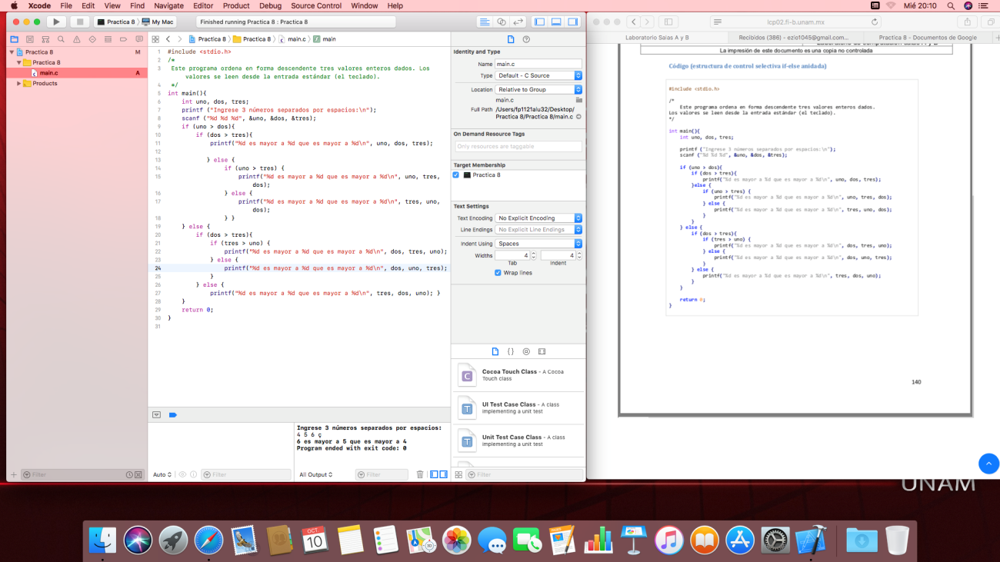 Xcode File Edit View Find Navigate Editor Product Debug Source Control Window Help Mié 20:10
Practica 8 My Mac Finished running Practica 8 : Practica 8
Practica 8 Practica 8 main.c main
Practica 8 M
Practica 8
main.c A
Products
Filter
1 #include <stdio.h>
2 /*
3 Este programa ordena en forma descendente tres valores enteros dados. Los
valores se leen desde la entrada estándar (el teclado).
4 */
5 int main(){
6 int uno, dos, tres;
7 printf ("Ingrese 3 números separados por espacios:\n");
8 scanf ("%d %d %d", &uno, &dos, &tres);
9 if (uno > dos){
10 if (dos > tres){
11 printf("%d es mayor a %d que es mayor a %d\n", uno, dos, tres);
12
13 } else {
14 if (uno > tres) {
15 printf("%d es mayor a %d que es mayor a %d\n", uno, tres,
dos);
16 } else {
17 printf("%d es mayor a %d que es mayor a %d\n", tres, uno,
dos);
18 } }
19 } else {
20 if (dos > tres){
21 if (tres > uno) {
22 printf("%d es mayor a %d que es mayor a %d\n", dos, tres, uno);
23 } else {
24 printf("%d es mayor a %d que es mayor a %d\n", dos, uno, tres);
25 }
26 } else {
27 printf("%d es mayor a %d que es mayor a %d\n", tres, dos, uno); }
28 }
29 return 0;
30 }
31
Auto Filter
Ingrese 3 números separados por espacios:
4 5 6 ç
6 es mayor a 5 que es mayor a 4
Program ended with exit code: 0
All Output Filter
Identity and Type
Name main.c
Type Default - C Source
Location Relative to Group
main.c
Full Path /Users/fp1121alu32/Desktop/
Practica 8/Practica 8/main.c
On Demand Resource Tags
Only resources are taggable
Target Membership
Practica 8
Text Settings
Text Encoding No Explicit Encoding
Line Endings No Explicit Line Endings
Indent Using Spaces
Widths 4 4
Tab Indent
Wrap lines
C
Cocoa Touch Class - A Cocoa
Touch class
T
UI Test Case Class - A class
implementing a unit test
T
Unit Test Case Class - A class
implementing a unit test
Filter
icp02.fi-b.unam.mx
Laboratorio Salas A y B Recibidos (386) - ezio1045@gmail.com... Practica 8 - Documentos de Google
La impresión de este documento es una copia no controlada
Código (estructura de control selectiva if-else anidada)
#include <stdio.h>
/*
Este programa ordena en forma descendente tres valores enteros dados.
Los valores se leen desde la entrada estándar (el teclado).
*/
int main(){
int uno, dos, tres;
printf ("Ingrese 3 números separados por espacios:\n");
scanf ("%d %d %d", &uno, &dos, &tres);
if (uno > dos){
if (dos > tres){
printf("%d es mayor a %d que es mayor a %d\n", uno, dos, tres);
}else {
if (uno > tres) {
printf("%d es mayor a %d que es mayor a %d\n", uno, tres, dos);
} else {
printf("%d es mayor a %d que es mayor a %d\n", tres, uno, dos);
}
}
} else {
if (dos > tres){
if (tres > uno) {
printf("%d es mayor a %d que es mayor a %d\n", dos, tres, uno);
} else {
printf("%d es mayor a %d que es mayor a %d\n", dos, uno, tres);
}
} else {
printf("%d es mayor a %d que es mayor a %d\n", tres, dos, uno);
}
}
return 0;
}
140
UNAM
OCT
10